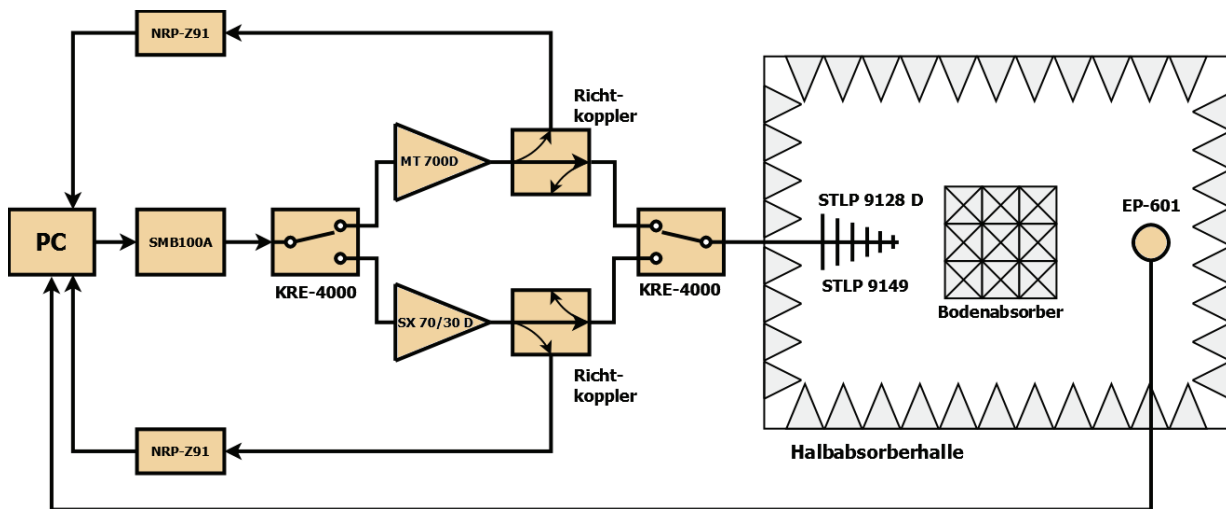 NRP-Z91
Richt-
koppler
MT 700D
STLP 9128 D
EP-601
PC
SMB100A
KRE-4000
KRE-4000
STLP 9149
Bodenabsorber
SX 70/30 D
Richt-
koppler
NRP-Z91
Halbabsorberhalle